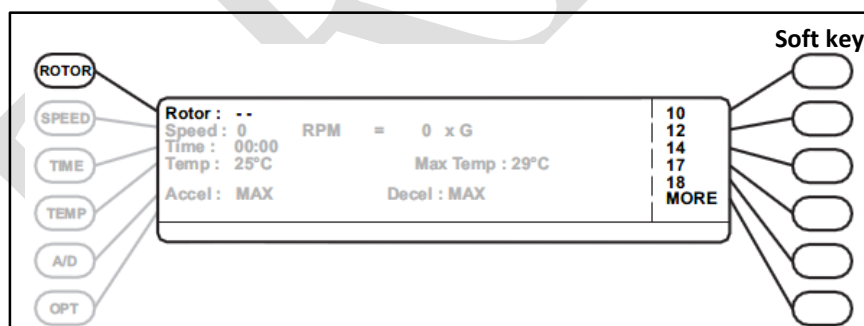 Soft key
ROTOR
SPEED
TIME
TEMP
A/D
OPT
Rotor : - -
Speed : 0 RPM = 0 x G
Time : 00:00
Temp : 25°C Max Temp : 29°C
Accel : MAX Decel : MAX
10
12
14
17
18
MORE